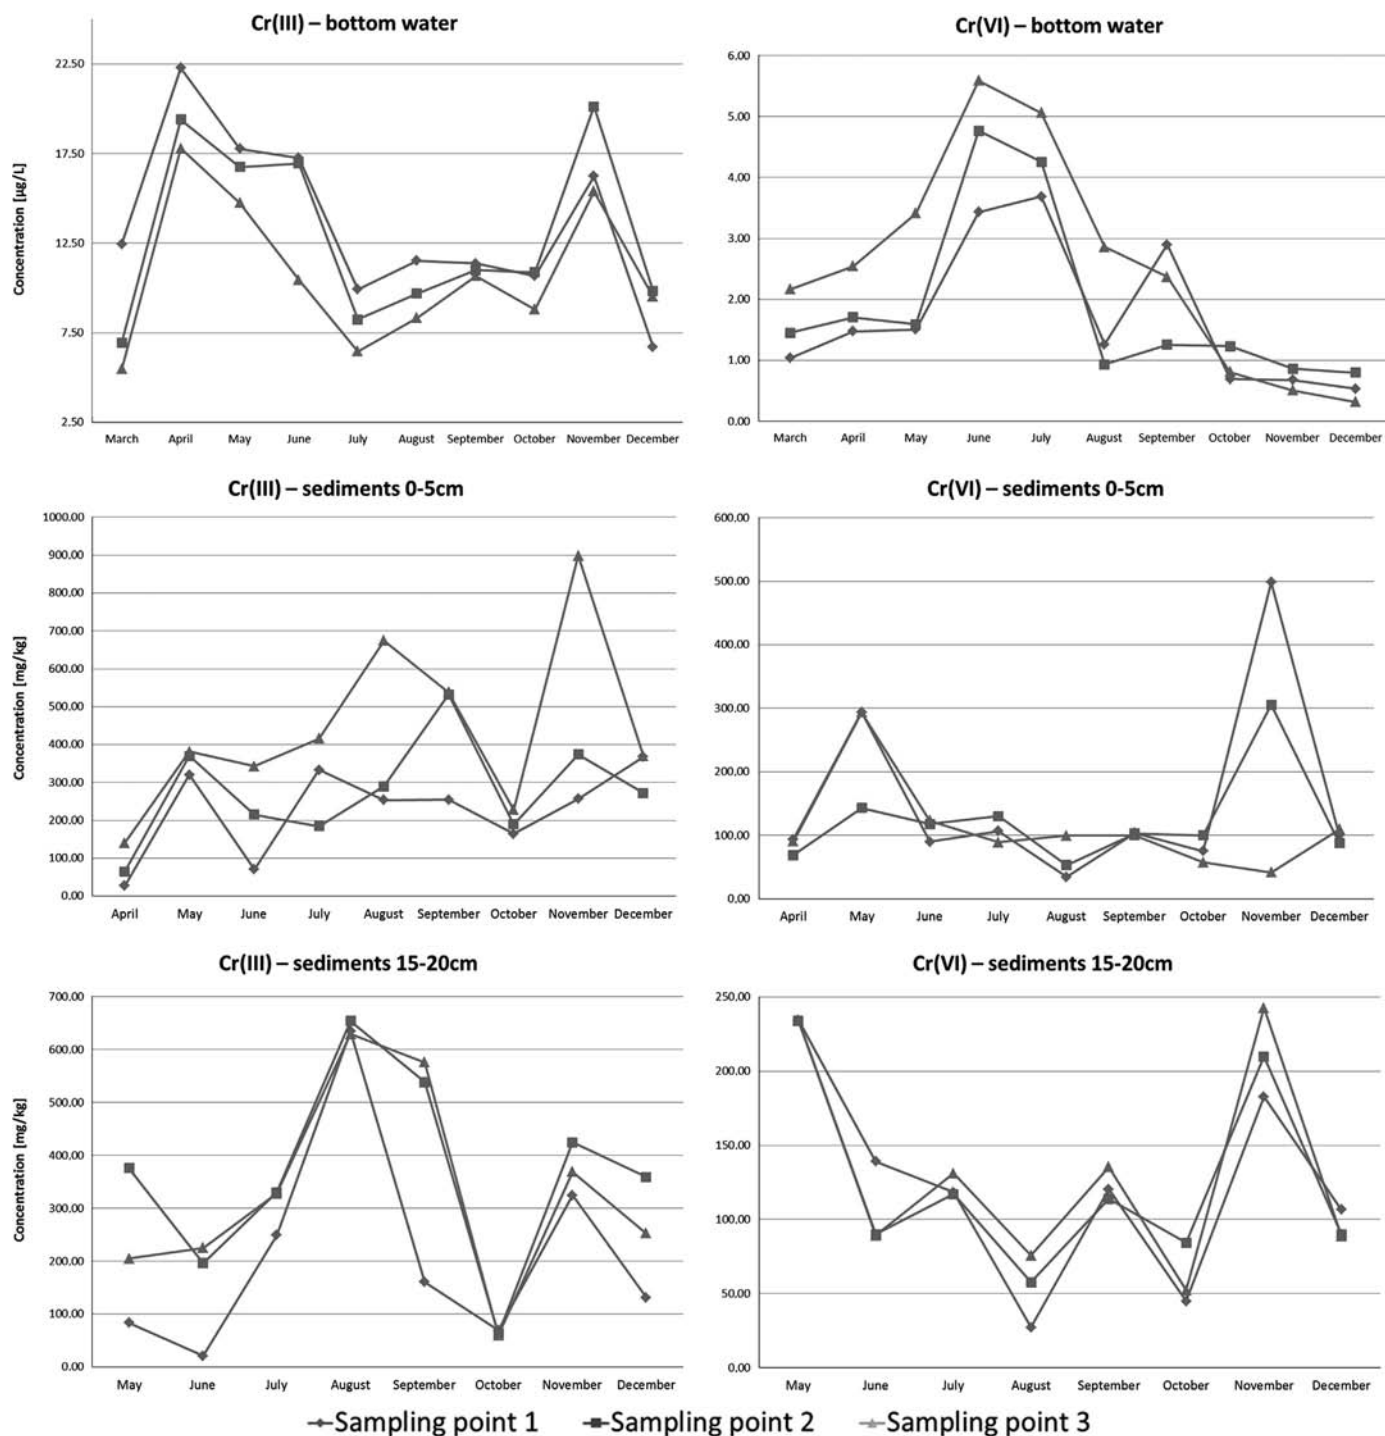 Cr(III) – bottom water
Concentration [µg/L]
22.50
17.50
12.50
7.50
2.50
March April May June July August September October November December
Cr(VI) – bottom water
6.00
5.00
4.00
3.00
2.00
1.00
0.00
March April May June July August September October November December
Cr(III) – sediments 0-5cm
Concentration [mg/kg]
1000.00
900.00
800.00
700.00
600.00
500.00
400.00
300.00
200.00
100.00
0.00
April May June July August September October November December
Cr(VI) – sediments 0-5cm
600.00
500.00
400.00
300.00
200.00
100.00
0.00
April May June July August September October November December
Cr(III) – sediments 15-20cm
Concentration [mg/kg]
700.00
600.00
500.00
400.00
300.00
200.00
100.00
0.00
May June July August September October November December
Cr(VI) – sediments 15-20cm
250.00
200.00
150.00
100.00
50.00
0.00
May June July August September October November December
Sampling point 1 Sampling point 2 Sampling point 3